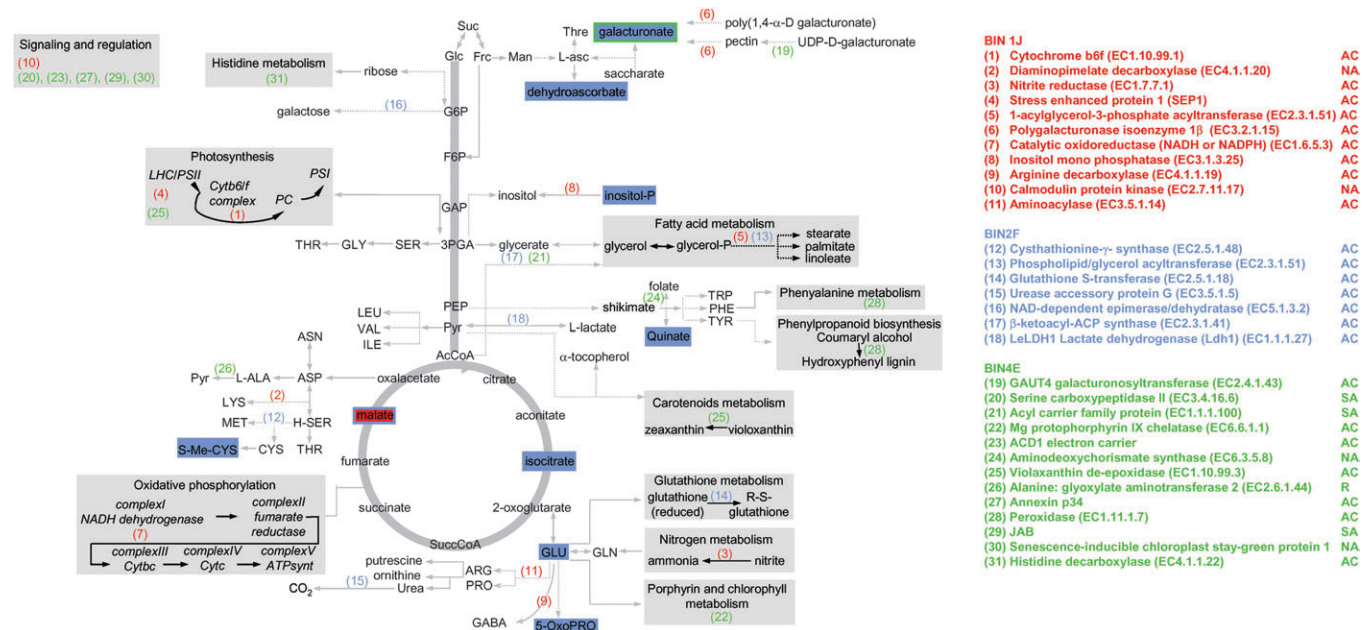 Signaling and regulation
(10)
(20), (23), (27), (29), (30)
Histidine metabolism
(31)
ribose
galactose
(16)
Suc
Glc
Frc
Man
L-asc
Thre
galacturonate
saccharate
dehydroascorbate
(6)
poly(1,4-α-D galacturonate)
(6)
pectin
(19)
UDP-D-galacturonate
G6P
F6P
GAP
3PGA
PEP
Pyr
AcCoA
Photosynthesis
LHC/PSII
(4)
(25)
Cytb6/f
complex
(1)
PC
PSI
inositol
(8)
inositol-P
THR
GLY
SER
glycerate
(17)
(21)
Fatty acid metabolism
glycerol
glycerol-P
(5)
(13)
stearate
palmitate
linoleate
shikimate
folate
(24)
Quinate
TRP
PHE
TYR
Phenyalanine metabolism
(28)
Phenylpropanoid biosynthesis
Coumaryl alcohol
(28)
Hydroxyphenyl lignin
LEU
VAL
ILE
(18)
L-lactate
α-tocopherol
Carotenoids metabolism
(25)
zeaxanthin
violoxanthin
ASN
(26)
Pyr
L-ALA
ASP
oxalacetate
citrate
LYS
(2)
MET
(12)
H-SER
S-Me-CYS
CYS
THR
malate
aconitate
isocitrate
fumarate
succinate
SuccCoA
2-oxoglutarate
Oxidative phosphorylation
complexI
NADH dehydrogenase
(7)
complexII
fumarate
reductase
complexIII
Cytbc
complexIV
Cytc
complexV
ATPsynt
Glutathione metabolism
glutathione
(reduced)
(14)
R-S-
glutathione
GLU
GLN
Nitrogen metabolism
ammonia
(3)
nitrite
Porphyrin and chlorophyll
metabolism
(22)
putrescine
ornithine
Urea
ARG
PRO
(11)
CO2
(15)
GABA
(9)
5-OxoPRO
BIN 1J
(1) Cytochrome b6f (EC1.10.99.1) AC
(2) Diaminopimelate decarboxylase (EC4.1.1.20) NA
(3) Nitrite reductase (EC1.7.7.1) AC
(4) Stress enhanced protein 1 (SEP1) AC
(5) 1-acylglycerol-3-phosphate acyltransferase (EC2.3.1.51) AC
(6) Polygalacturonase isoenzyme 1β (EC3.2.1.15) AC
(7) Catalytic oxidoreductase (NADH or NADPH) (EC1.6.5.3) AC
(8) Inositol mono phosphatase (EC3.1.3.25) AC
(9) Arginine decarboxylase (EC4.1.1.19) AC
(10) Calmodulin protein kinase (EC2.7.11.17) NA
(11) Aminoacylase (EC3.5.1.14) AC
BIN2F
(12) Cysthathionine-γ- synthase (EC2.5.1.48) AC
(13) Phospholipid/glycerol acyltransferase (EC2.3.1.51) AC
(14) Glutathione S-transferase (EC2.5.1.18) AC
(15) Urease accessory protein G (EC3.5.1.5) AC
(16) NAD-dependent epimerase/dehydratase (EC5.1.3.2) AC
(17) β-ketoacyl-ACP synthase (EC2.3.1.41) AC
(18) LeLDH1 Lactate dehydrogenase (Ldh1) (EC1.1.1.27) AC
BIN4E
(19) GAUT4 galacturonosyltransferase (EC2.4.1.43) AC
(20) Serine carboxypeptidase II (EC3.4.16.6) SA
(21) Acyl carrier family protein (EC1.1.1.100) SA
(22) Mg protophorphyrin IX chelatase (EC6.6.1.1) AC
(23) ACD1 electron carrier AC
(24) Aminodeoxychorismate synthase (EC6.3.5.8) NA
(25) Violaxanthin de-epoxidase (EC1.10.99.3) AC
(26) Alanine: glyoxylate aminotransferase 2 (EC2.6.1.44) R
(27) Annexin p34 AC
(28) Peroxidase (EC1.11.1.7) AC
(29) JAB SA
(30) Senescence-inducible chloroplast stay-green protein 1 NA
(31) Histidine decarboxylase (EC4.1.1.22) AC